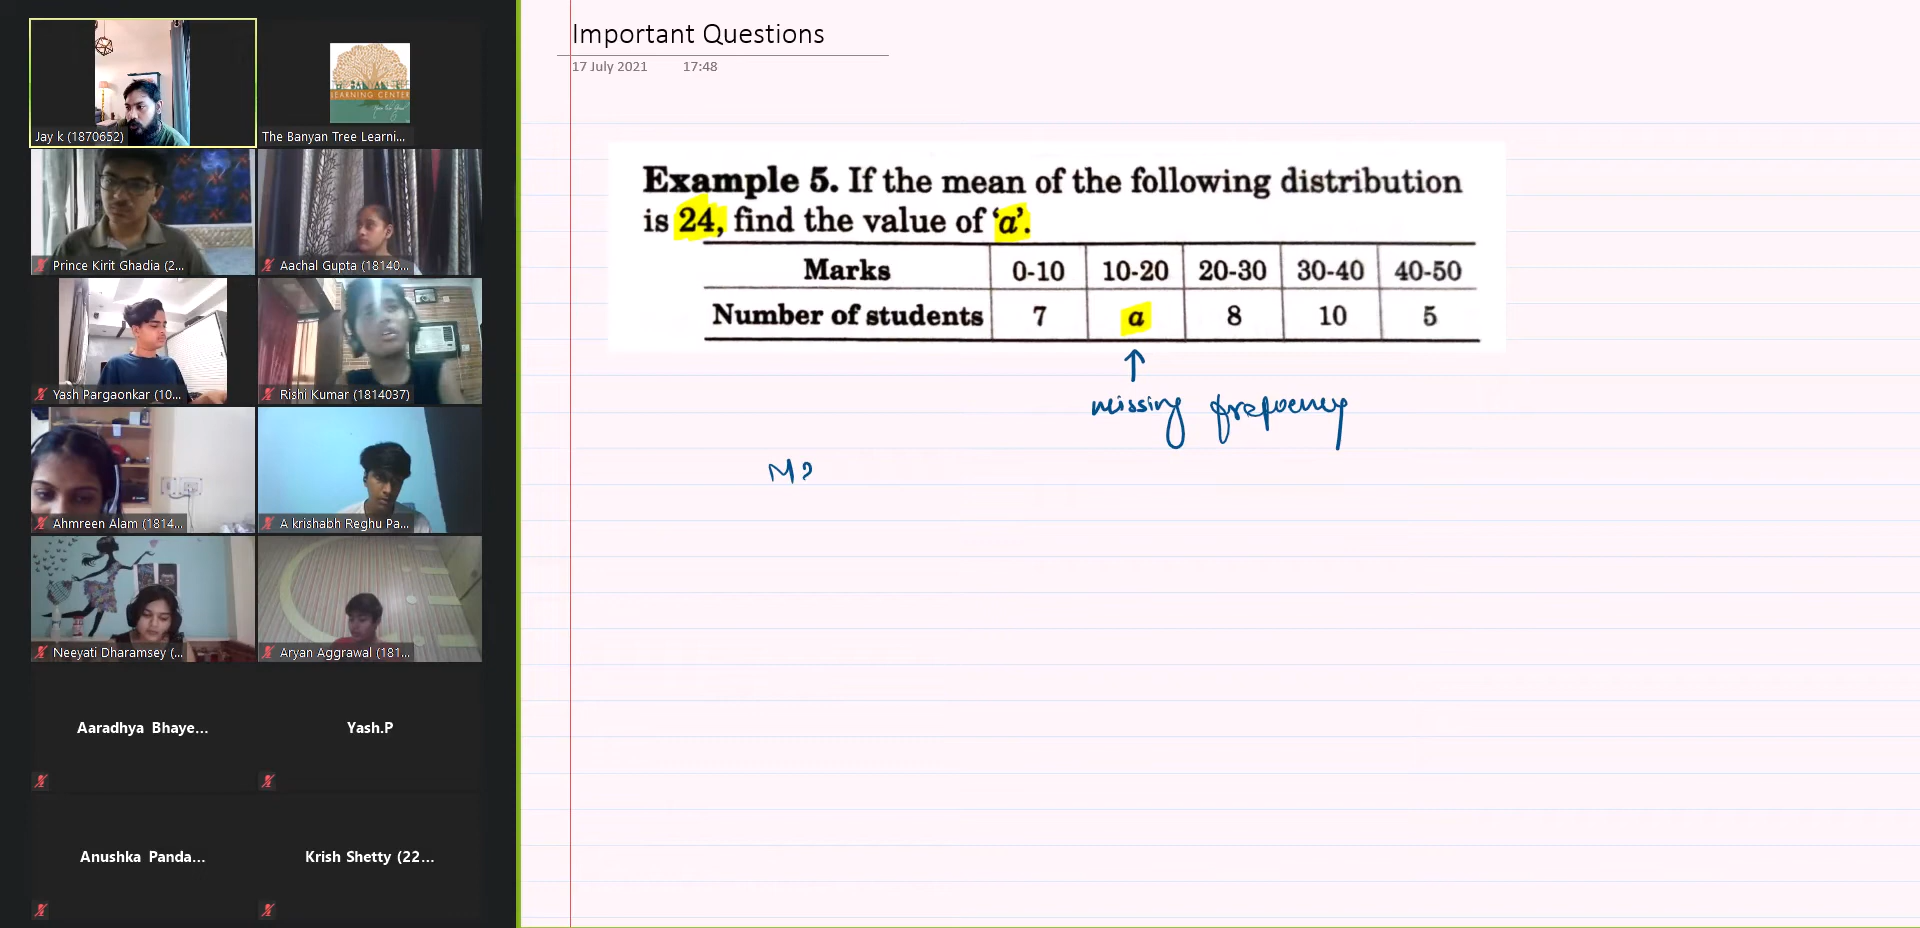 Jay k (1870652)
LEARNING CENTER
The Banyan Tree Learni...
Prince Kirit Ghadia (2...
Aachal Gupta (18140...
Yash Pargaonkar (10...
Rishi Kumar (1814037)
Ahmreen Alam (1814...
A krishabh Reghu Pa...
Neeyati Dharamsey (...
Aryan Aggrawal (181...
Aaradhya Bhaye...
Yash.P
Anushka Panda...
Krish Shetty (22...
Important Questions
17 July 2021 17:48
Example 5. If the mean of the following distribution
is 24, find the value of ‘a’.
Marks 0-10 10-20 20-30 30-40 40-50
Number of students 7 a 8 10 5
missing frequency